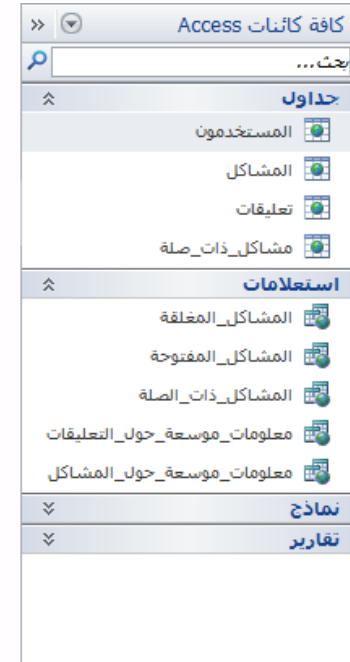 كافة كائنات Access
بحث...
جداول
المستخدمون
المشاكل
تعليقات
مشاكل_ذات_صلة
استعلامات
المشاكل_المغلقة
المشاكل_المفتوحة
المشاكل_ذات_الصلة
معلومات_موسعة_حول_التعليقات
معلومات_موسعة_حول_المشاكل
نماذج
تقارير